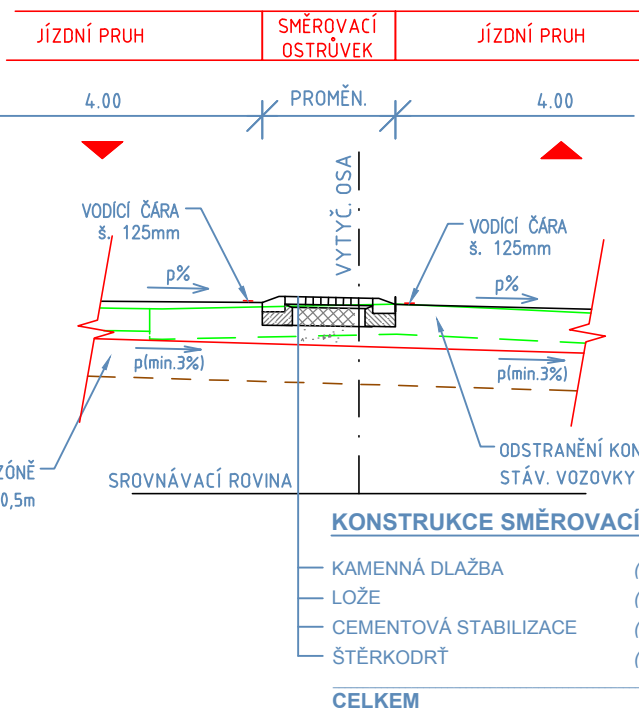 JÍZDNÍ PRUH
SMĚROVACÍ
OSTRŮVEK
JÍZDNÍ PRUH
4.00
PROMĚN.
4.00
VYTYČ. OSA
VODÍCÍ ČÁRA
š. 125mm
VODÍCÍ ČÁRA
š. 125mm
p%
p%
p(min.3%)
p(min.3%)
ZÓNĚ
0,5m
SROVNÁVACÍ ROVINA
ODSTRANĚNÍ KON
STÁV. VOZOVKY
KONSTRUKCE SMĚROVACÍ
KAMENNÁ DLAŽBA (
LOŽE (
CEMENTOVÁ STABILIZACE (
ŠTĚRKODRŤ (
CELKEM